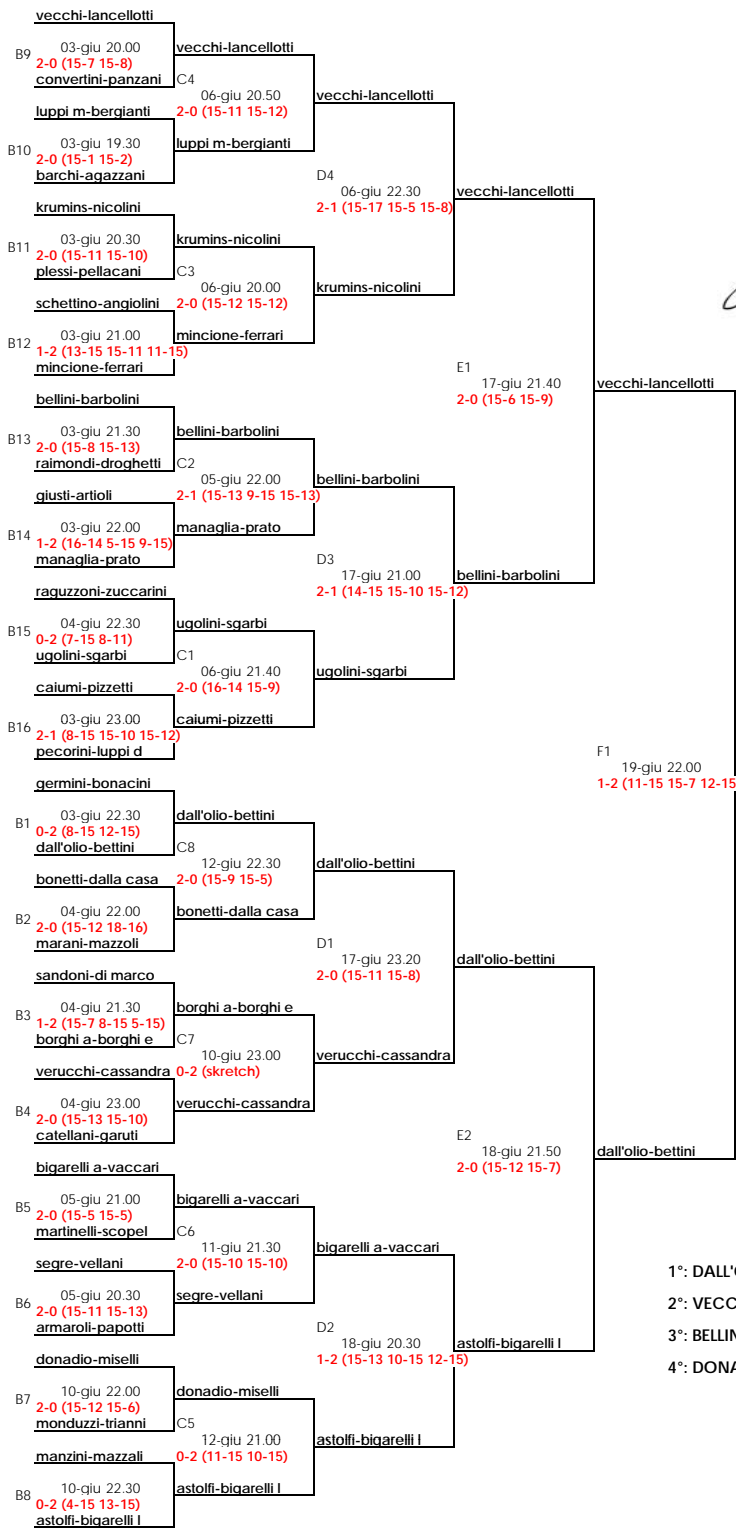 vecchi-lancellotti
B9
03-giu 20.00
2-0 (15-7 15-8)
convertini-panzani
vecchi-lancellotti
C4
06-giu 20.50
2-0 (15-11 15-12)
luppi m-bergianti
B10
03-giu 19.30
2-0 (15-1 15-2)
barchi-agazzani
luppi m-bergianti
vecchi-lancellotti
D4
06-giu 22.30
2-1 (15-17 15-5 15-8)
krumins-nicolini
B11
03-giu 20.30
2-0 (15-11 15-10)
plessi-pellacani
krumins-nicolini
C3
06-giu 20.00
2-0 (15-12 15-12)
schettino-angiolini
B12
03-giu 21.00
1-2 (13-15 15-11 11-15)
mincione-ferrari
mincione-ferrari
krumins-nicolini
vecchi-lancellotti
E1
17-giu 21.40
2-0 (15-6 15-9)
bellini-barbolini
B13
03-giu 21.30
2-0 (15-8 15-13)
raimondi-droghetti
bellini-barbolini
C2
05-giu 22.00
2-1 (15-13 9-15 15-13)
giusti-artioli
B14
03-giu 22.00
1-2 (16-14 5-15 9-15)
managlia-prato
managlia-prato
bellini-barbolini
D3
17-giu 21.00
2-1 (14-15 15-10 15-12)
raguzzoni-zuccarini
B15
04-giu 22.30
0-2 (7-15 8-11)
ugolini-sgarbi
ugolini-sgarbi
C1
06-giu 21.40
2-0 (16-14 15-9)
caiumi-pizzetti
B16
03-giu 23.00
2-1 (8-15 15-10 15-12)
pecorini-luppi d
caiumi-pizzetti
ugolini-sgarbi
bellini-barbolini
vecchi-lancellotti
F1
19-giu 22.00
1-2 (11-15 15-7 12-15
germini-bonacini
B1
03-giu 22.30
0-2 (8-15 12-15)
dall'olio-bettini
dall'olio-bettini
C8
12-giu 22.30
2-0 (15-9 15-5)
bonetti-dalla casa
B2
04-giu 22.00
2-0 (15-12 18-16)
marani-mazzoli
bonetti-dalla casa
dall'olio-bettini
D1
17-giu 23.20
2-0 (15-11 15-8)
sandoni-di marco
B3
04-giu 21.30
1-2 (15-7 8-15 5-15)
borghi a-borghi e
borghi a-borghi e
C7
10-giu 23.00
0-2 (skretch)
verucchi-cassandra
B4
04-giu 23.00
2-0 (15-13 15-10)
catellani-garuti
verucchi-cassandra
verucchi-cassandra
dall'olio-bettini
E2
18-giu 21.50
2-0 (15-12 15-7)
dall'olio-bettini
bigarelli a-vaccari
B5
05-giu 21.00
2-0 (15-5 15-5)
martinelli-scopel
bigarelli a-vaccari
C6
11-giu 21.30
2-0 (15-10 15-10)
segre-vellani
B6
05-giu 20.30
2-0 (15-11 15-13)
armaroli-papotti
segre-vellani
bigarelli a-vaccari
D2
18-giu 20.30
1-2 (15-13 10-15 12-15)
donadio-miselli
B7
10-giu 22.00
2-0 (15-12 15-6)
monduzzi-trianni
donadio-miselli
C5
12-giu 21.00
0-2 (11-15 10-15)
manzini-mazzali
B8
10-giu 22.30
0-2 (4-15 13-15)
astolfi-bigarelli l
astolfi-bigarelli l
astolfi-bigarelli l
astolfi-bigarelli l
1°: DALL'
2°: VECC
3°: BELLIN
4°: DONA